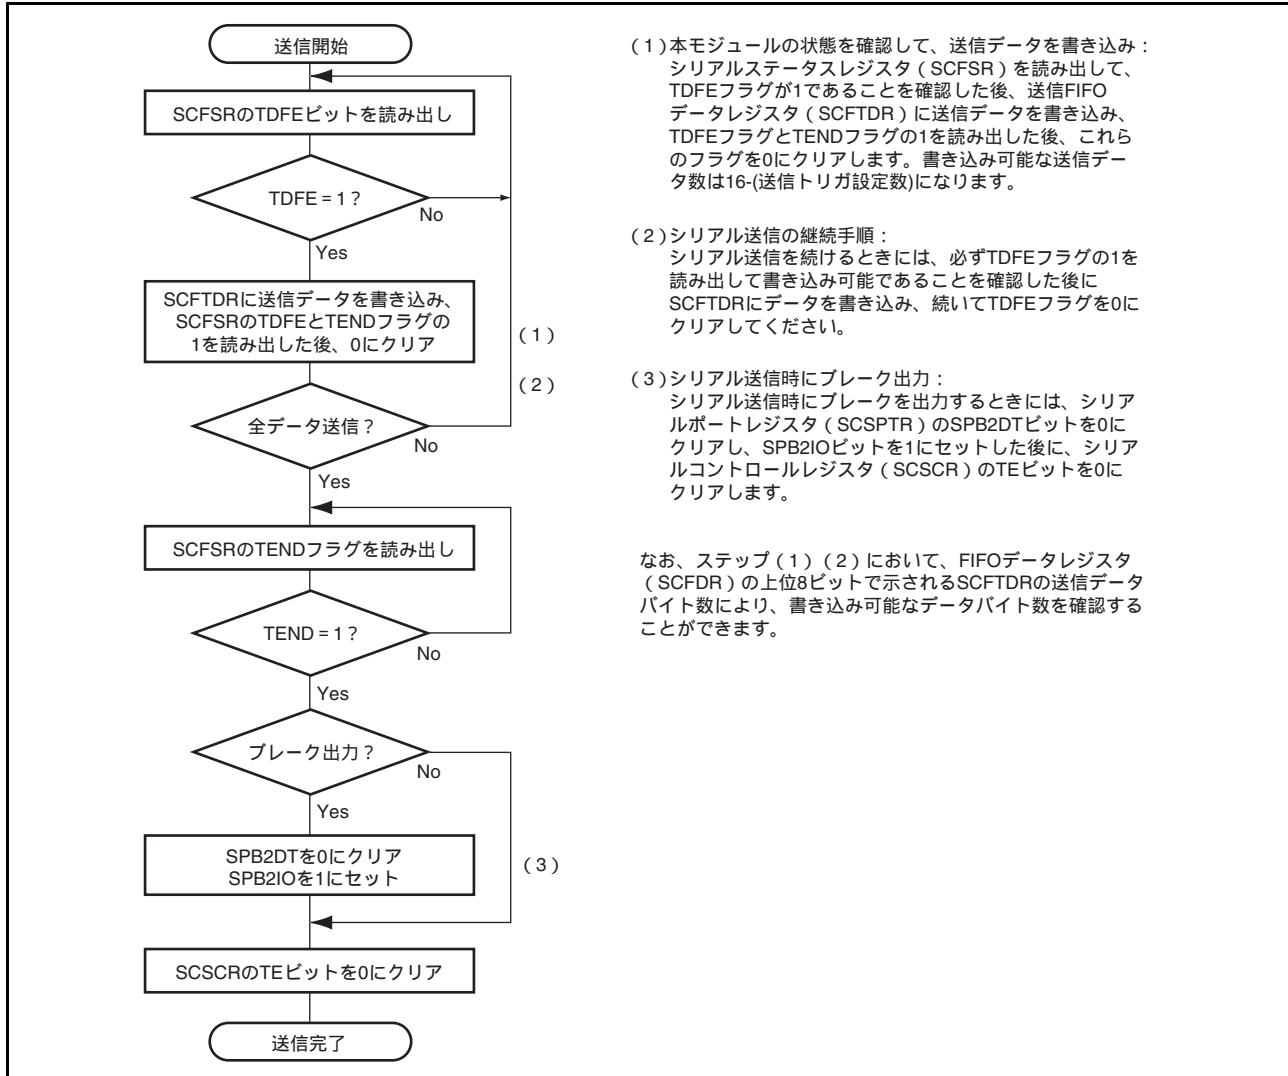 送信開始
SCFSRのTDFEビットを読み出し
TDFE = 1？
No
Yes
SCFTDRに送信データを書き込み、
SCFSRのTDFEとTENDフラグの
1を読み出した後、0にクリア
（1）
（2）
全データ送信？
No
Yes
SCFSRのTENDフラグを読み出し
TEND = 1？
No
Yes
ブレーク出力？
No
Yes
SPB2DTを0にクリア
SPB2IOを1にセット
（3）
SCSCRのTEビットを0にクリア
送信完了
（1）本モジュールの状態を確認して、送信データを書き込み：
シリアルステータスレジスタ（SCFSR）を読み出して、
TDFEフラグが1であることを確認した後、送信FIFO
データレジスタ（SCFTDR）に送信データを書き込み、
TDFEフラグとTENDフラグの1を読み出した後、これら
のフラグを0にクリアします。書き込み可能な送信デー
タ数は16-(送信トリガ設定数)になります。
（2）シリアル送信の継続手順：
シリアル送信を続けるときには、必ずTDFEフラグの1を
読み出して書き込み可能であることを確認した後に
SCFTDRにデータを書き込み、続いてTDFEフラグを0に
クリアしてください。
（3）シリアル送信時にブレーク出力：
シリアル送信時にブレークを出力するときには、シリア
ルポートレジスタ（SCSPTR）のSPB2DTビットを0に
クリアし、SPB2IOビットを1にセットした後に、シリア
ルコントロールレジスタ（SCSCR）のTEビットを0に
クリアします。
なお、ステップ（1）（2）において、FIFOデータレジスタ
（SCFDR）の上位8ビットで示されるSCFTDRの送信データ
バイト数により、書き込み可能なデータバイト数を確認する
ことができます。